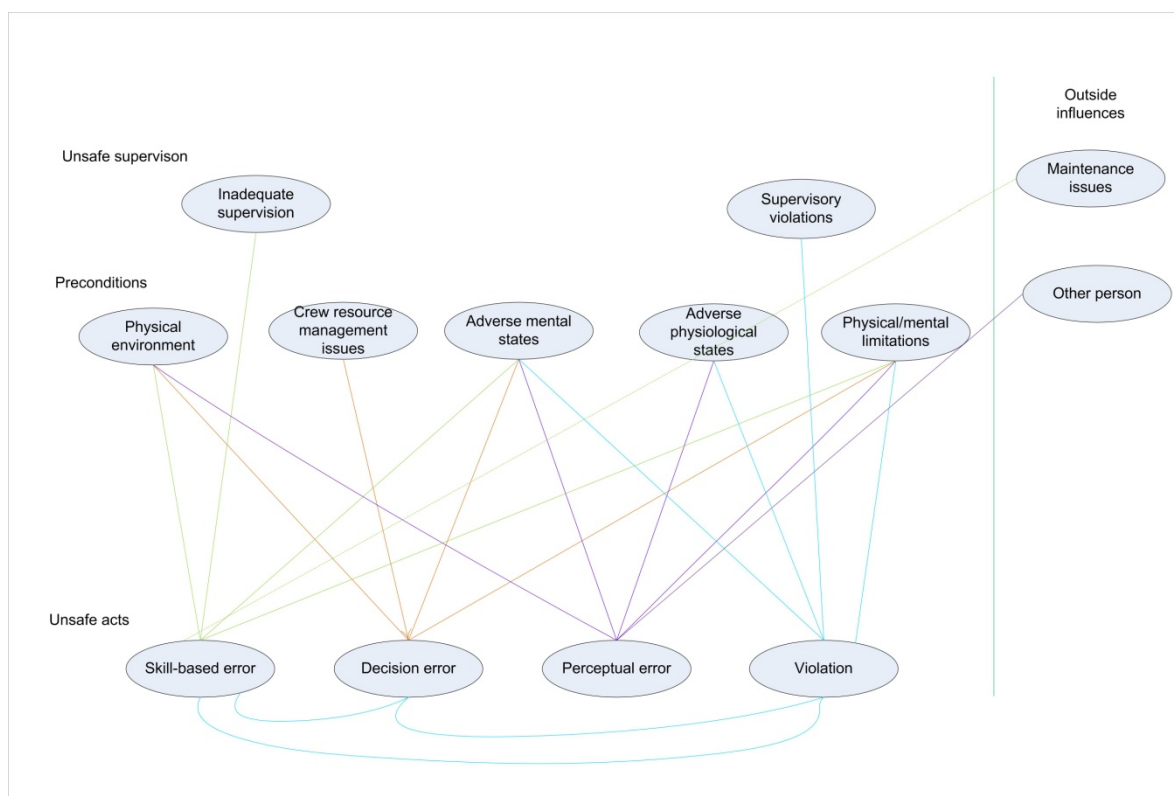 Outside
influences
Unsafe supervison
Maintenance
issues
Inadequate
supervision
Supervisory
violations
Preconditions
Other person
Physical
environment
Crew resource
management
issues
Adverse mental
states
Adverse
physiological
states
Physical/mental
limitations
Unsafe acts
Skill-based error
Decision error
Perceptual error
Violation